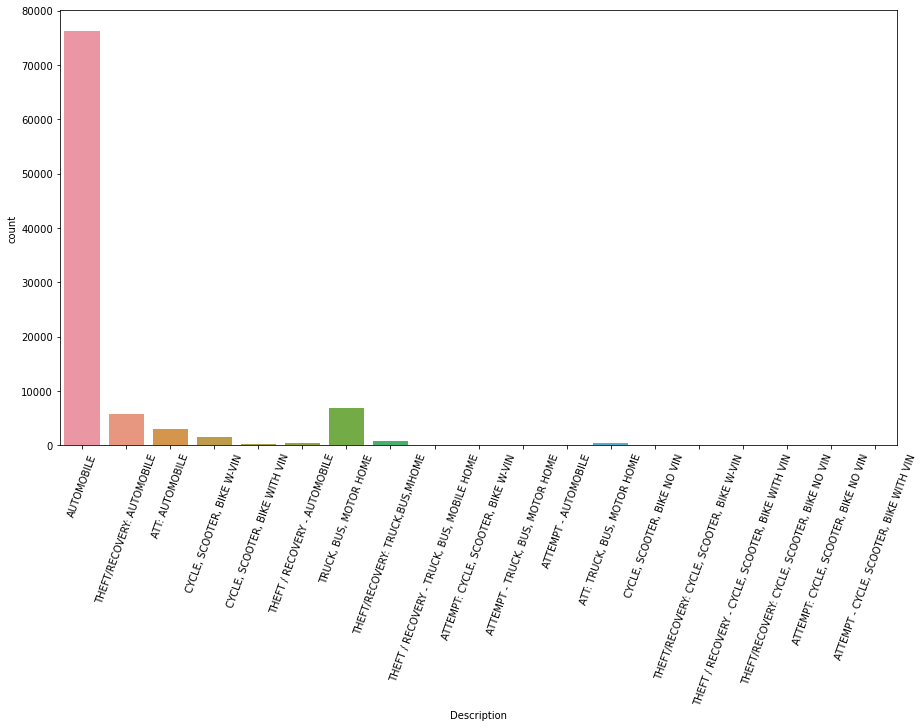 80000
70000
60000
50000
40000
30000
20000
10000
0
count
AUTOMOBILE
THEFT/RECOVERY: AUTOMOBILE
ATT: AUTOMOBILE
CYCLE, SCOOTER, BIKE W-VIN
CYCLE, SCOOTER, BIKE WITH VIN
THEFT / RECOVERY - AUTOMOBILE
TRUCK, BUS, MOTOR HOME
THEFT/RECOVERY: TRUCK,BUS,MHOME
THEFT / RECOVERY - TRUCK, BUS, MOBILE HOME
ATTEMPT: CYCLE, SCOOTER, BIKE W-VIN
ATTEMPT - TRUCK, BUS, MOTOR HOME
ATTEMPT - AUTOMOBILE
ATT: TRUCK, BUS, MOTOR HOME
CYCLE, SCOOTER, BIKE NO VIN
THEFT/RECOVERY: CYCLE, SCOOTER, BIKE W-VIN
THEFT / RECOVERY - CYCLE, SCOOTER, BIKE WITH VIN
THEFT/RECOVERY: CYCLE, SCOOTER, BIKE NO VIN
ATTEMPT: CYCLE, SCOOTER, BIKE NO VIN
ATTEMPT - CYCLE, SCOOTER, BIKE WITH VIN
Description